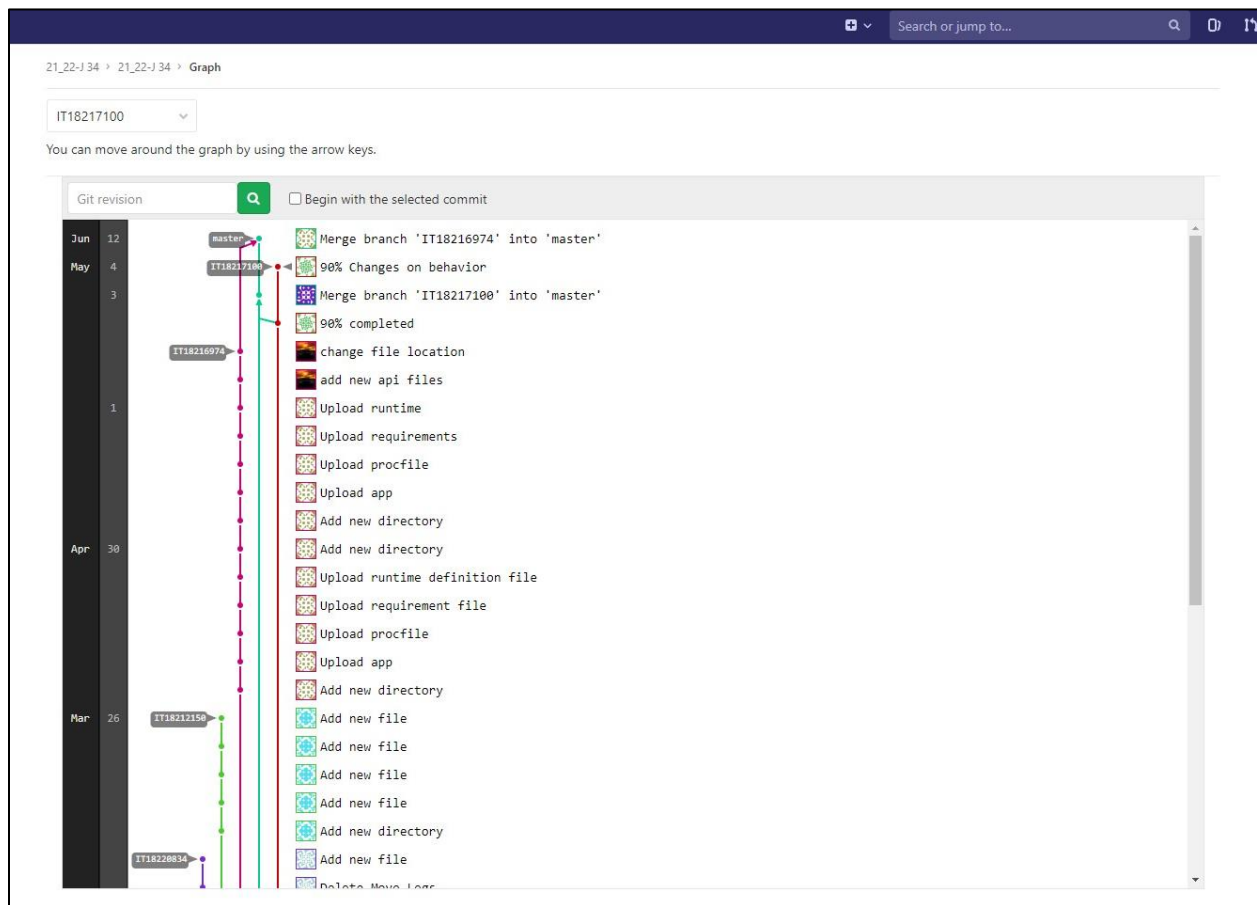 Search or jump to...
21_22-J 34 > 21_22-J 34 > Graph
IT18217100
You can move around the graph by using the arrow keys.
Git revision Begin with the selected commit
Jun 12 master Merge branch 'IT18216974' into 'master'
May 4 IT18217100 90% Changes on behavior
3 Merge branch 'IT18217100' into 'master'
90% completed
IT18216974 change file location
add new api files
1 Upload runtime
Upload requirements
Upload procfile
Upload app
Add new directory
Apr 30 Add new directory
Upload runtime definition file
Upload requirement file
Upload procfile
Upload app
Add new directory
Mar 26 IT18212150 Add new file
Add new file
Add new file
Add new file
Add new directory
IT18220834 Add new file
Delete Move Logs